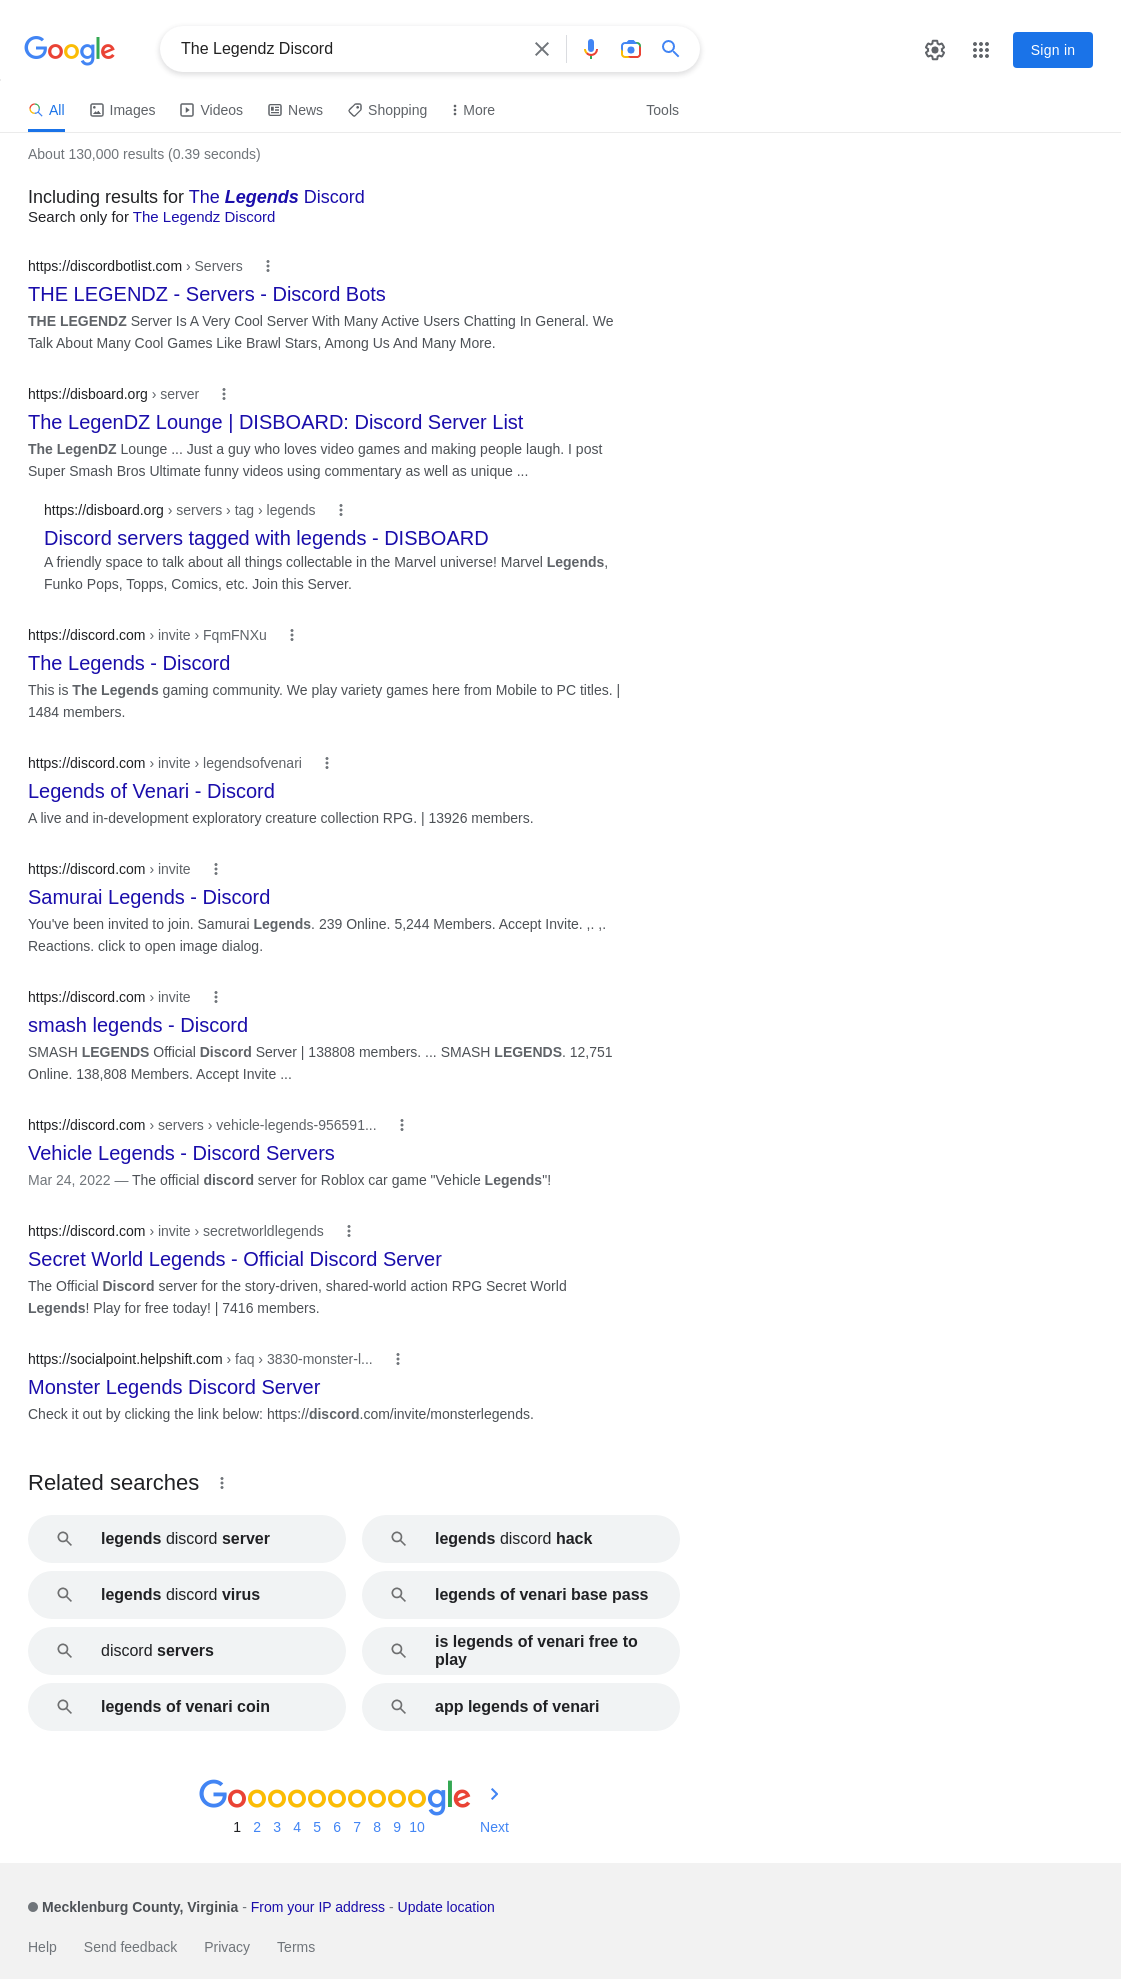 Google
The Legendz Discord
Sign in
All Images Videos News Shopping More Tools
About 130,000 results (0.39 seconds)
Including results for The Legends Discord
Search only for The Legendz Discord
https://discordbotlist.com › Servers
THE LEGENDZ - Servers - Discord Bots
THE LEGENDZ Server Is A Very Cool Server With Many Active Users Chatting In General. We
Talk About Many Cool Games Like Brawl Stars, Among Us And Many More.
https://disboard.org › server
The LegenDZ Lounge | DISBOARD: Discord Server List
The LegenDZ Lounge ... Just a guy who loves video games and making people laugh. I post
Super Smash Bros Ultimate funny videos using commentary as well as unique ...
https://disboard.org › servers › tag › legends
Discord servers tagged with legends - DISBOARD
A friendly space to talk about all things collectable in the Marvel universe! Marvel Legends,
Funko Pops, Topps, Comics, etc. Join this Server.
https://discord.com › invite › FqmFNXu
The Legends - Discord
This is The Legends gaming community. We play variety games here from Mobile to PC titles. |
1484 members.
https://discord.com › invite › legendsofvenari
Legends of Venari - Discord
A live and in-development exploratory creature collection RPG. | 13926 members.
https://discord.com › invite
Samurai Legends - Discord
You've been invited to join. Samurai Legends. 239 Online. 5,244 Members. Accept Invite. ,. ,.
Reactions. click to open image dialog.
https://discord.com › invite
smash legends - Discord
SMASH LEGENDS Official Discord Server | 138808 members. ... SMASH LEGENDS. 12,751
Online. 138,808 Members. Accept Invite ...
https://discord.com › servers › vehicle-legends-956591...
Vehicle Legends - Discord Servers
Mar 24, 2022 — The official discord server for Roblox car game "Vehicle Legends"!
https://discord.com › invite › secretworldlegends
Secret World Legends - Official Discord Server
The Official Discord server for the story-driven, shared-world action RPG Secret World
Legends! Play for free today! | 7416 members.
https://socialpoint.helpshift.com › faq › 3830-monster-l...
Monster Legends Discord Server
Check it out by clicking the link below: https://discord.com/invite/monsterlegends.
Related searches
legends discord server
legends discord hack
legends discord virus
legends of venari base pass
discord servers
is legends of venari free to
play
legends of venari coin
app legends of venari
Goooooooooogle
1 2 3 4 5 6 7 8 9 10 Next
Mecklenburg County, Virginia - From your IP address - Update location
Help Send feedback Privacy Terms